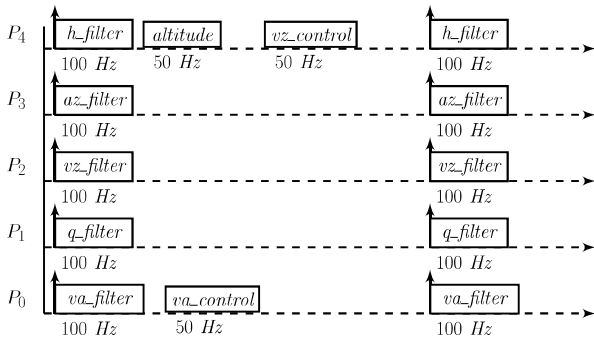 P4 h_filter altitude vz_control h_filter
100 Hz 50 Hz 50 Hz 100 Hz
P3 az_filter az_filter
100 Hz 100 Hz
P2 vz_filter vz_filter
100 Hz 100 Hz
P1 q_filter q_filter
100 Hz 100 Hz
P0 va_filter va_control va_filter
100 Hz 50 Hz 100 Hz